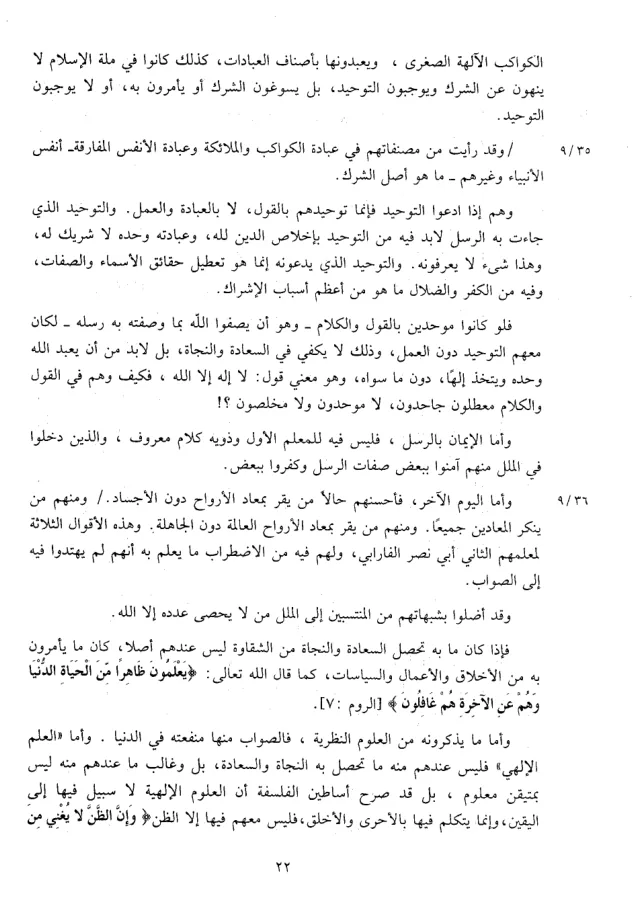 الكواكب الآلهة الصغرى ، ويعبدونها بأصناف العبادات، كذلك كانوا في ملة الإسلام لا
ينهون عن الشرك ويوجبون التوحيد، بل يسوغون الشرك أو يأمرون به، أو لا يوجبون
التوحيد.
٩/٣٥ /وقد رأيت من مصنفاتهم في عبادة الكواكب والملائكة وعبادة الأنفس المفارقة ـ أنفس
الأنبياء وغيرهم ـ ما هو أصل الشرك.
وهم إذا ادعوا التوحيد فإنما توحيدهم بالقول، لا بالعبادة والعمل. والتوحيد الذي
جاءت به الرسل لابد فيه من التوحيد بإخلاص الدين لله، وعبادته وحده لا شريك له،
وهذا شىء لا يعرفونه. والتوحيد الذي يدعونه إنما هو تعطيل حقائق الأسماء والصفات،
وفيه من الكفر والضلال ما هو من أعظم أسباب الإشراك.
فلو كانوا موحدين بالقول والكلام ـ وهو أن يصفوا اللّه بما وصفته به رسله ـ لكان
معهم التوحيد دون العمل، وذلك لا يكفي في السعادة والنجاة، بل لابد من أن يعبد الله
وحده ويتخذ إلهًا، دون ما سواه، وهو معني قول: لا إله إلا الله ، فكيف وهم في القول
والكلام معطلون جاحدون، لا موحدون ولا مخلصون ؟!
وأما الإيمان بالرسل، فليس فيه للمعلم الأول وذويه كلام معروف ، والذين دخلوا
في الملل منهم آمنوا ببعض صفات الرسل وكفروا ببعض.
٩/٣٦ وأما اليوم الآخر، فأحسنهم حالاً من يقر بمعاد الأرواح دون الأجساد./ ومنهم من
ينكر المعادين جميعًا. ومنهم من يقر بمعاد الأرواح العالمة دون الجاهلة. وهذه الأقوال الثلاثة
لمعلمهم الثاني أبي نصر الفارابي، ولهم فيه من الاضطراب ما يعلم به أنهم لم يهتدوا فيه
إلى الصواب.
وقد أضلوا بشبهاتهم من المنتسبين إلى الملل من لا يحصى عدده إلا الله.
فإذا كان ما به تحصل السعادة والنجاة من الشقاوة ليس عندهم أصلا، كان ما يأمرون
به من الأخلاق والأعمال والسياسات، كما قال الله تعالى: ﴿يَعْلَمُونَ ظَاهِرًا مِّنَ الْحَيَاةِ الدُّنْيَا
وَهُمْ عَنِ الآخِرَةِ هُمْ غَافِلُونَ ﴾ [الروم :٧].
وأما ما يذكرونه من العلوم النظرية ، فالصواب منها منفعته في الدنيا . وأما «العلم
الإلهي» فليس عندهم منه ما تحصل به النجاة والسعادة، بل وغالب ما عندهم منه ليس
بمتيقن معلوم ، بل قد صرح أساطين الفلسفة أن العلوم الإلهية لا سبيل فيها إلى
اليقين،وإنما يتكلم فيها بالأحرى والأخلق،فليس معهم فيها إلا الظن﴿ وَإِنَّ الظَّنَّ لا يُغْنِي مِنَ
٢٢